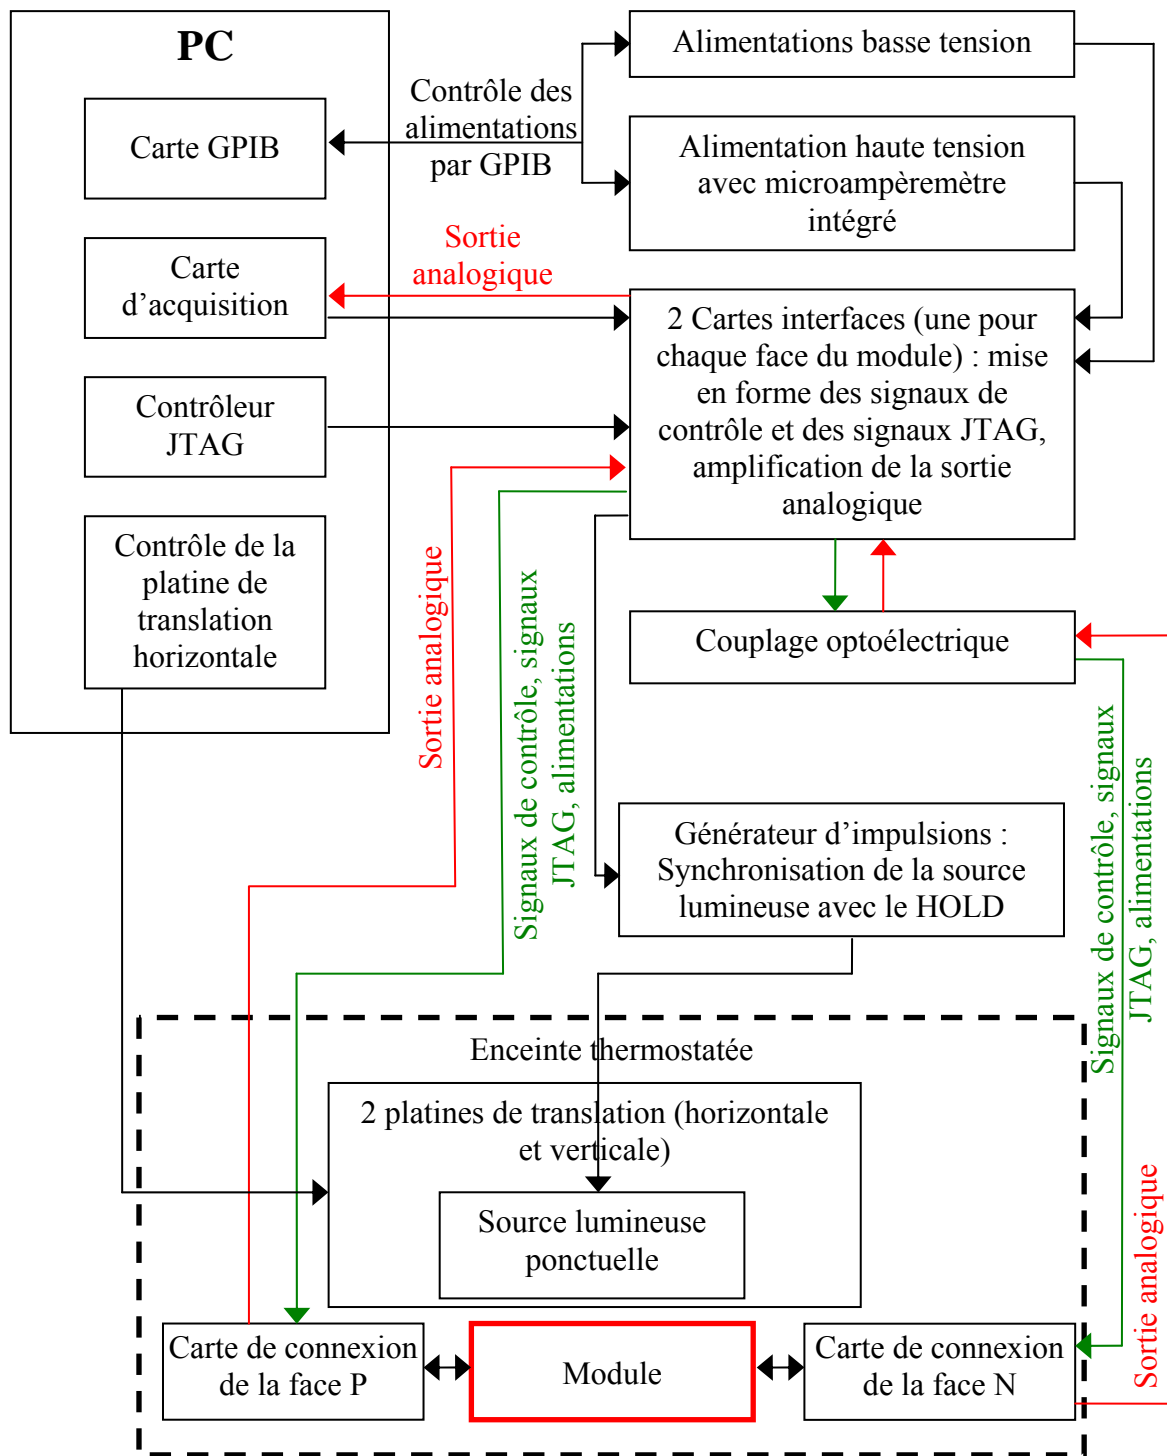 PC
Carte GPIB
Carte
d’acquisition
Contrôleur
JTAG
Contrôle de la
platine de
translation
horizontale
Contrôle des
alimentations
par GPIB
Sortie
analogique
Alimentations basse tension
Alimentation haute tension
avec microampèremètre
intégré
2 Cartes interfaces (une pour
chaque face du module) : mise
en forme des signaux de
contrôle et des signaux JTAG,
amplification de la sortie
analogique
Couplage optoélectrique
Sortie analogique
Signaux de contrôle, signaux
JTAG, alimentations
Générateur d’impulsions :
Synchronisation de la source
lumineuse avec le HOLD
Signaux de contrôle, signaux
JTAG, alimentations
Sortie analogique
Enceinte thermostatée
2 platines de translation (horizontale
et verticale)
Source lumineuse
ponctuelle
Carte de connexion
de la face P
Module
Carte de connexion
de la face N